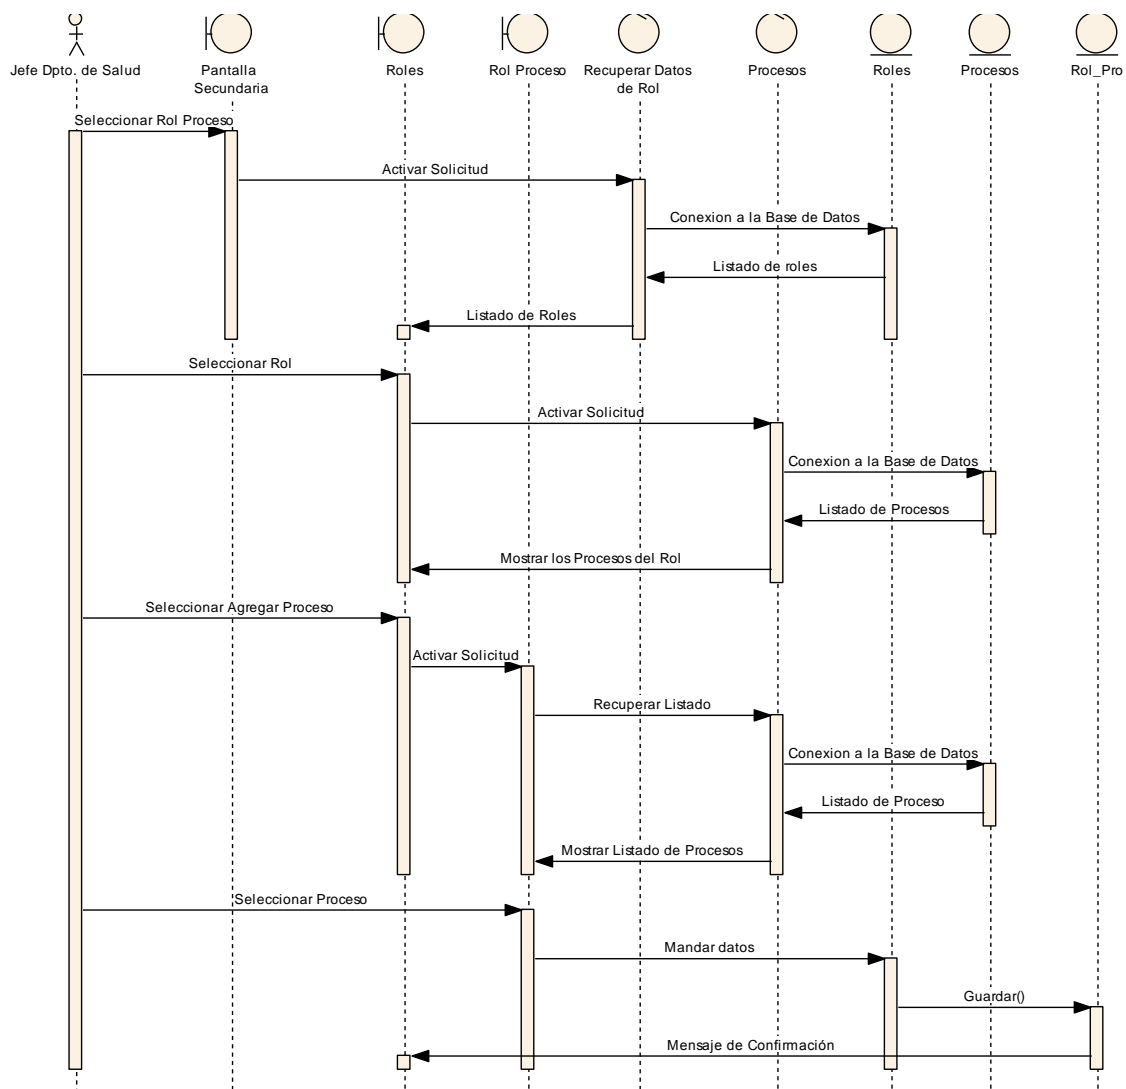 Jefe Dpto. de Salud
Pantalla
Secundaria
Roles
Rol Proceso
Recuperar Datos
de Rol
Procesos
Roles
Procesos
Rol_Pro
Seleccionar Rol Proceso
Activar Solicitud
Conexion a la Base de Datos
Listado de roles
Listado de Roles
Seleccionar Rol
Activar Solicitud
Conexion a la Base de Datos
Listado de Procesos
Mostrar los Procesos del Rol
Seleccionar Agregar Proceso
Activar Solicitud
Recuperar Listado
Conexion a la Base de Datos
Listado de Proceso
Mostrar Listado de Procesos
Seleccionar Proceso
Mandar datos
Guardar()
Mensaje de Confirmación